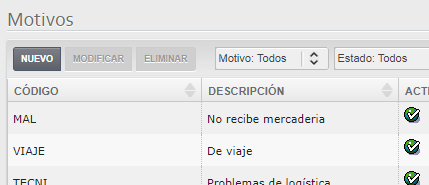 Motivos
NUEVO MODIFICAR ELIMINAR Motivo: Todos Estado: Todos
CÓDIGO DESCRIPCIÓN ACTI
MAL No recibe mercaderia
VIAJE De viaje
TECNI Problemas de logística